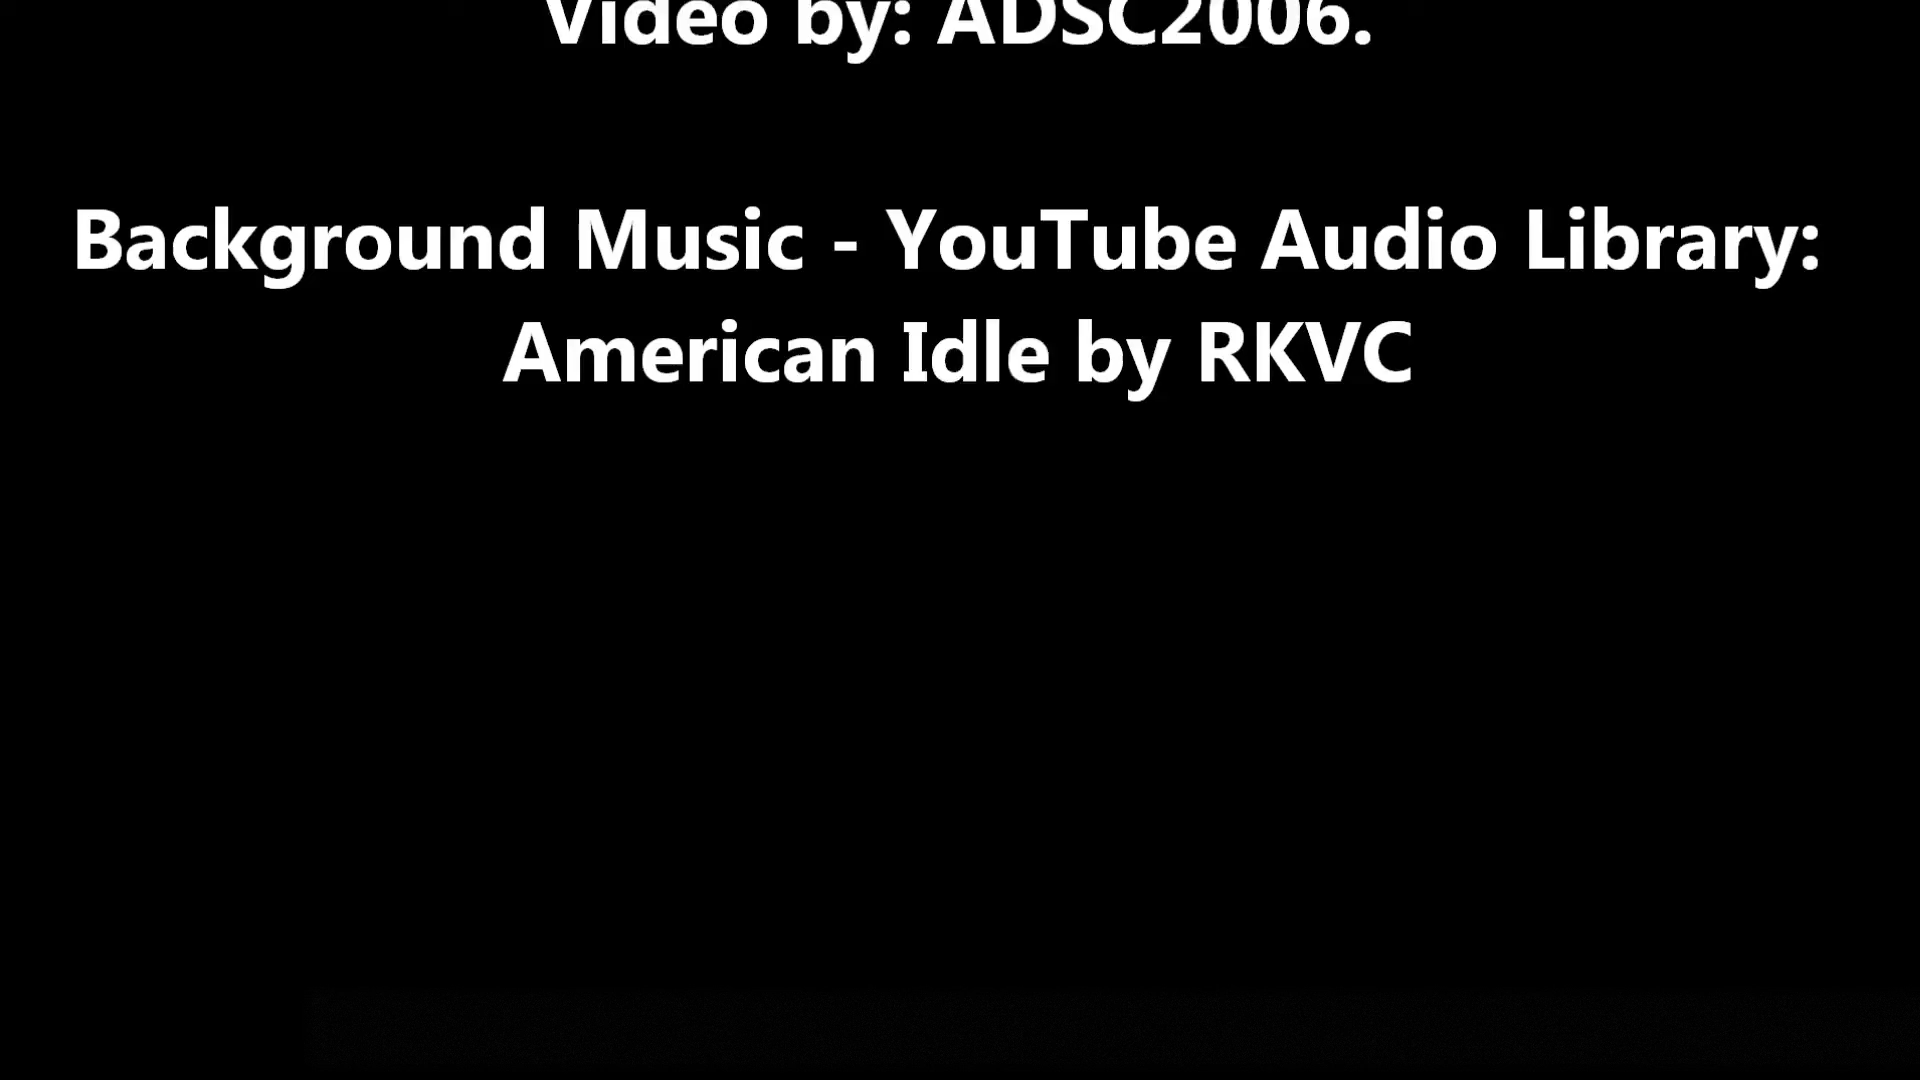 Video by: ADSC2006.
Background Music - YouTube Audio Library:
American Idle by RKVC